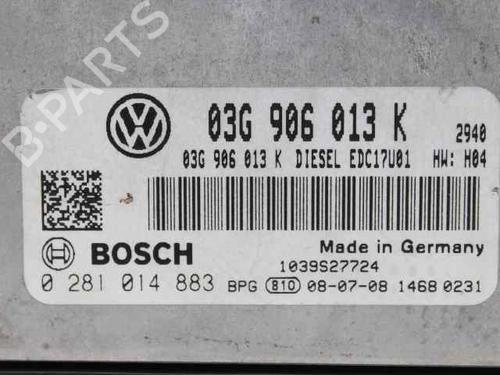 B-PARTS
03G 906 013 K 2940
03G 906 013 K DIESEL EDC17U01 HW: H04
BOSCH
Made in Germany
1039S27724
0 281 014 883 BPG 810 08-07-08 1468 0231